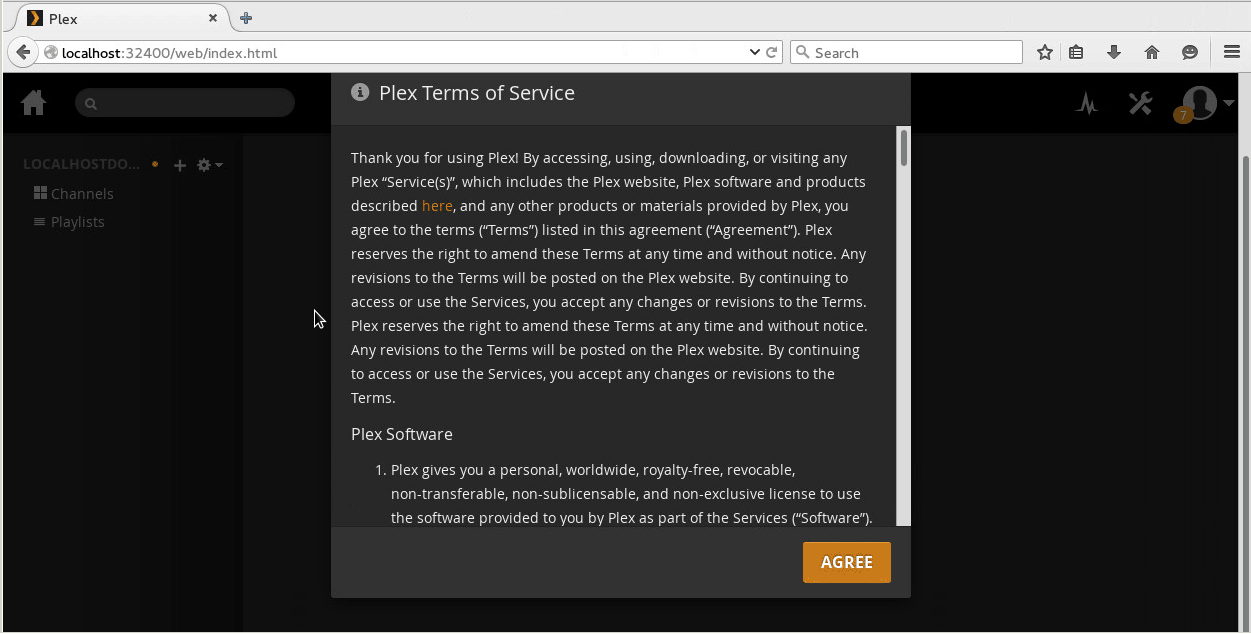 Plex
localhost:32400/web/index.html
Search
Plex Terms of Service
7
LOCALHOSTDO...
Channels
Playlists
Thank you for using Plex! By accessing, using, downloading, or visiting any
Plex “Service(s)”, which includes the Plex website, Plex software and products
described here, and any other products or materials provided by Plex, you
agree to the terms (“Terms”) listed in this agreement (“Agreement”). Plex
reserves the right to amend these Terms at any time and without notice. Any
revisions to the Terms will be posted on the Plex website. By continuing to
access or use the Services, you accept any changes or revisions to the Terms.
Plex reserves the right to amend these Terms at any time and without notice.
Any revisions to the Terms will be posted on the Plex website. By continuing
to access or use the Services, you accept any changes or revisions to the
Terms.
Plex Software
1. Plex gives you a personal, worldwide, royalty-free, revocable,
non-transferable, non-sublicensable, and non-exclusive license to use
the software provided to you by Plex as part of the Services (“Software”).
AGREE